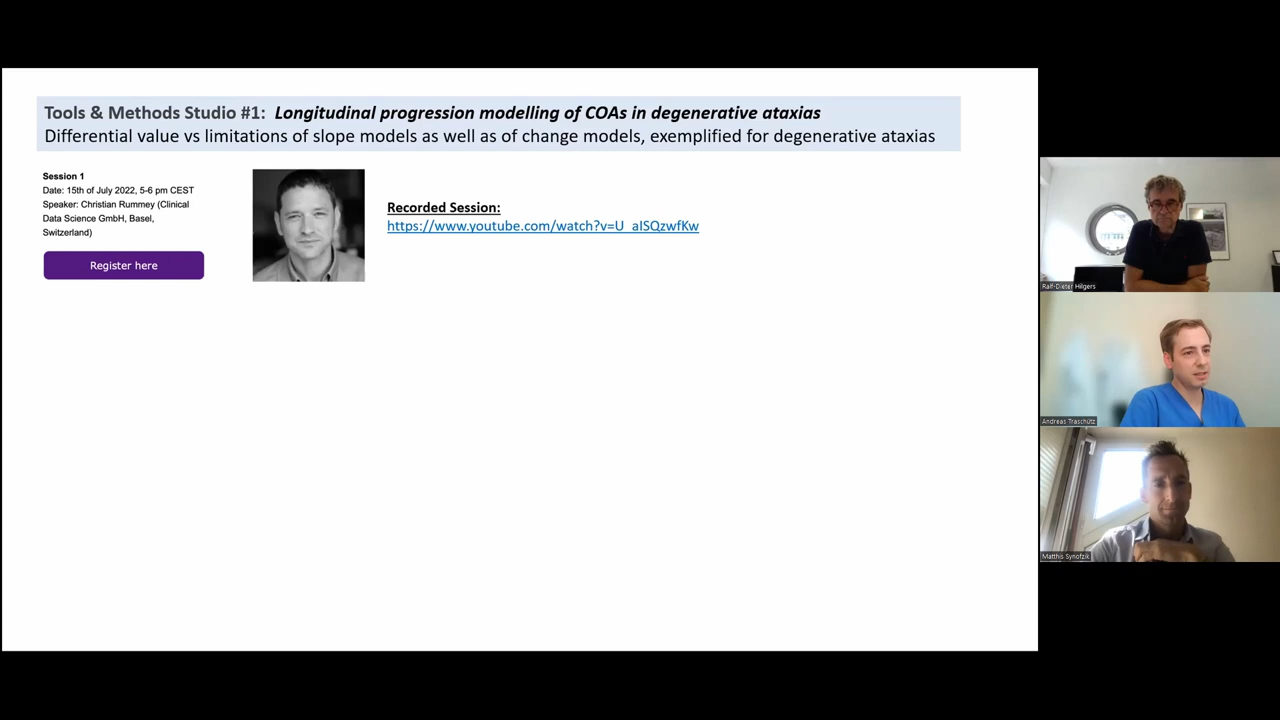 Tools & Methods Studio #1: Longitudinal progression modelling of COAs in degenerative ataxias
Differential value vs limitations of slope models as well as of change models, exemplified for degenerative ataxias
Session 1
Date: 15th of July 2022, 5-6 pm CEST
Speaker: Christian Rummey (Clinical
Data Science GmbH, Basel,
Switzerland)
Register here
Recorded Session:
https://www.youtube.com/watch?v=U_aISQzwfKw
Ralf-Dieter Hilgers
Andreas Traschütz
Matthis Synofzik